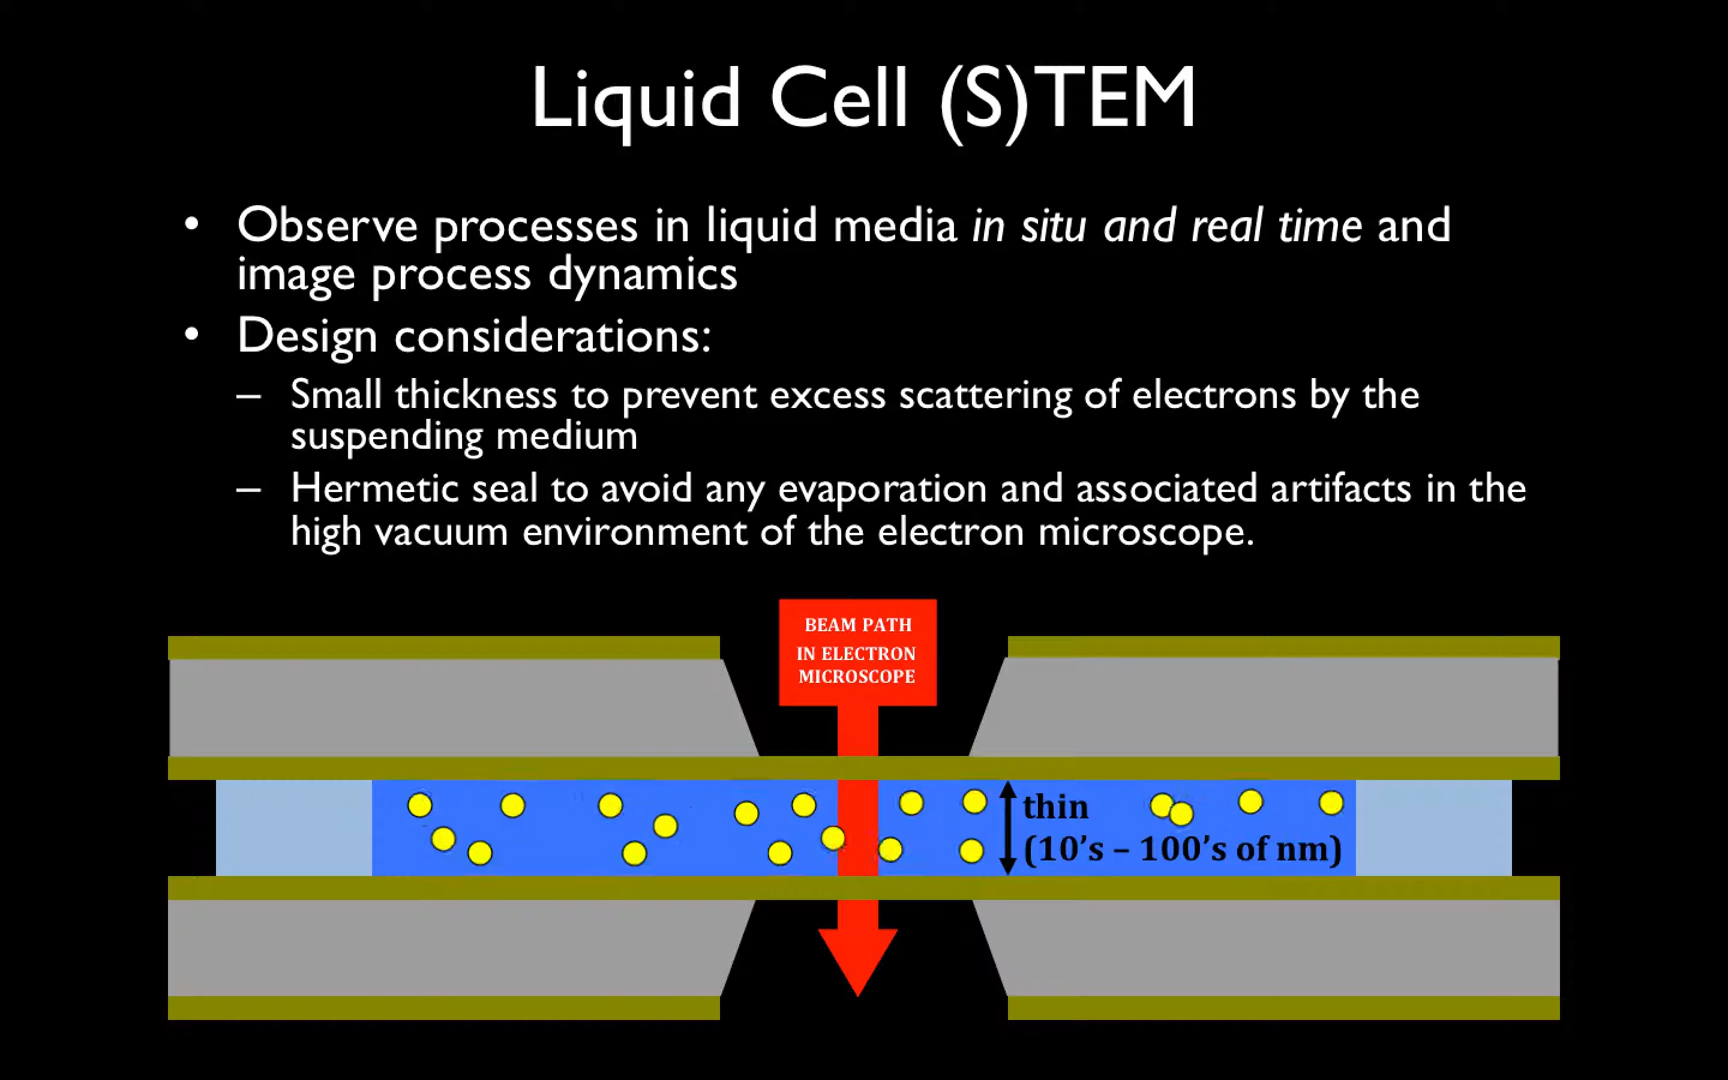 Liquid Cell (S)TEM
• Observe processes in liquid media in situ and real time and
image process dynamics
• Design considerations:
– Small thickness to prevent excess scattering of electrons by the
suspending medium
– Hermetic seal to avoid any evaporation and associated artifacts in the
high vacuum environment of the electron microscope.
BEAM PATH
IN ELECTRON
MICROSCOPE
thin
(10’s – 100’s of nm)